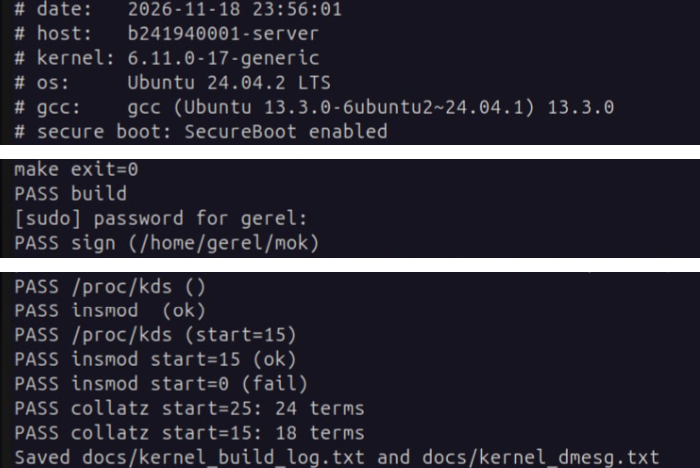 # date:   2026-11-18 23:56:01
# host:   b241940001-server
# kernel: 6.11.0-17-generic
# os:     Ubuntu 24.04.2 LTS
# gcc:    gcc (Ubuntu 13.3.0-6ubuntu2~24.04.1) 13.3.0
# secure boot: SecureBoot enabled
make exit=0
PASS build
[sudo] password for gerel:
PASS sign (/home/gerel/mok)
PASS /proc/kds ()
PASS insmod  (ok)
PASS /proc/kds (start=15)
PASS insmod start=15 (ok)
PASS insmod start=0 (fail)
PASS collatz start=25: 24 terms
PASS collatz start=15: 18 terms
Saved docs/kernel_build_log.txt and docs/kernel_dmesg.txt